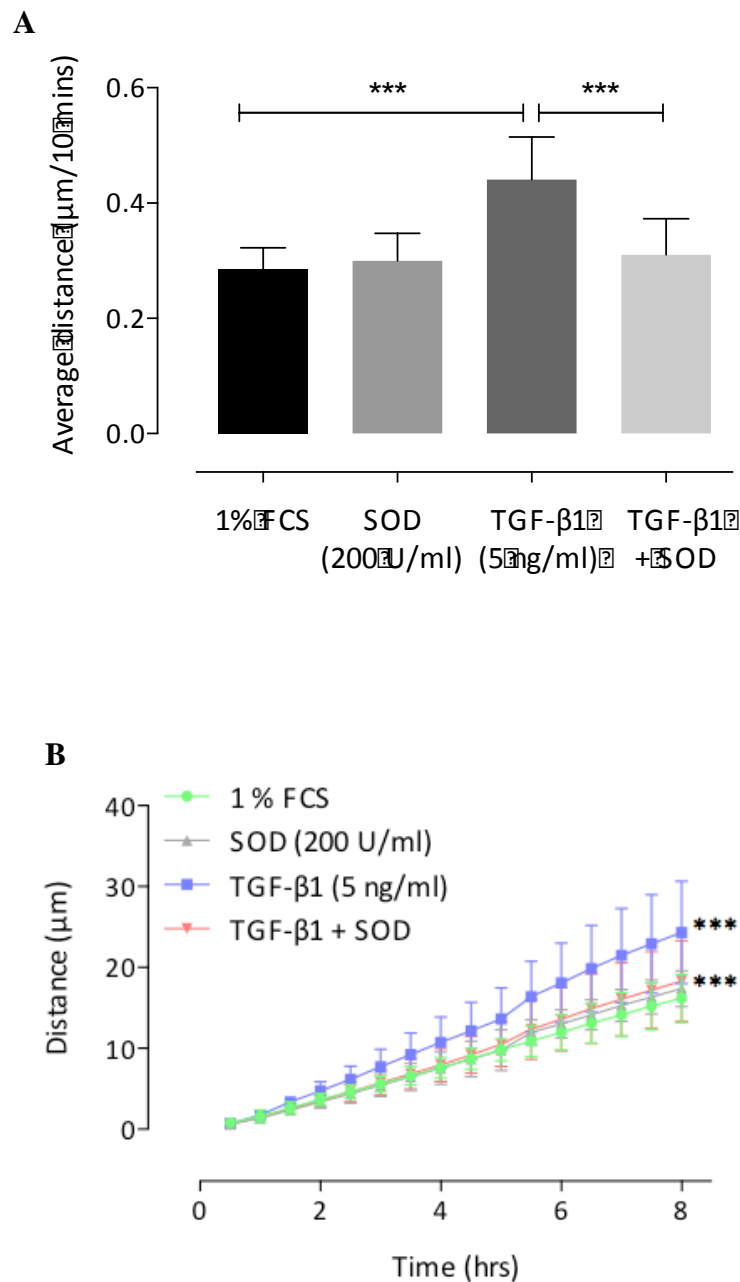 A
Average distance (µm/10 mins)
0.6
0.4
0.2
0.0
*** ***
1% FCS
SOD
(200 U/ml)
TGF-β1
(5 ng/ml)
TGF-β1
+ SOD
B
1 % FCS
SOD (200 U/ml)
TGF-β1 (5 ng/ml)
TGF-β1 + SOD
Distance (µm)
40
30
20
10
0
***
***
0 2 4 6 8
Time (hrs)